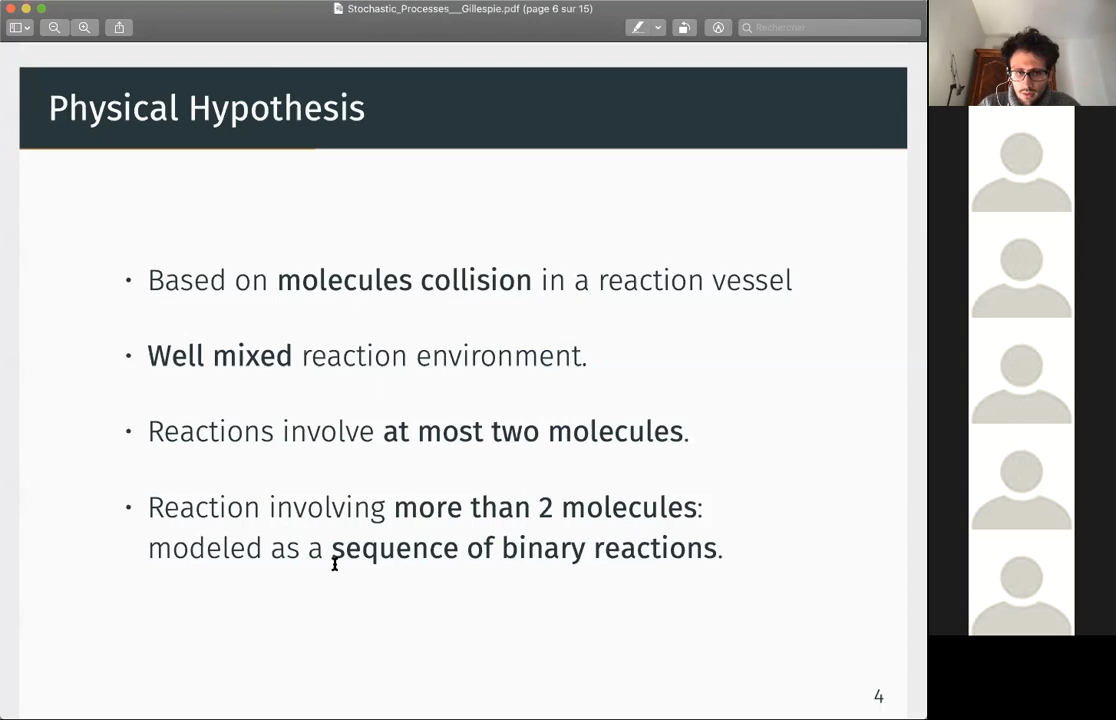 Stochastic_Processes__Gillespie.pdf (page 6 sur 15)
Rechercher
Physical Hypothesis
• Based on molecules collision in a reaction vessel
• Well mixed reaction environment.
• Reactions involve at most two molecules.
• Reaction involving more than 2 molecules:
modeled as a sequence of binary reactions.
4